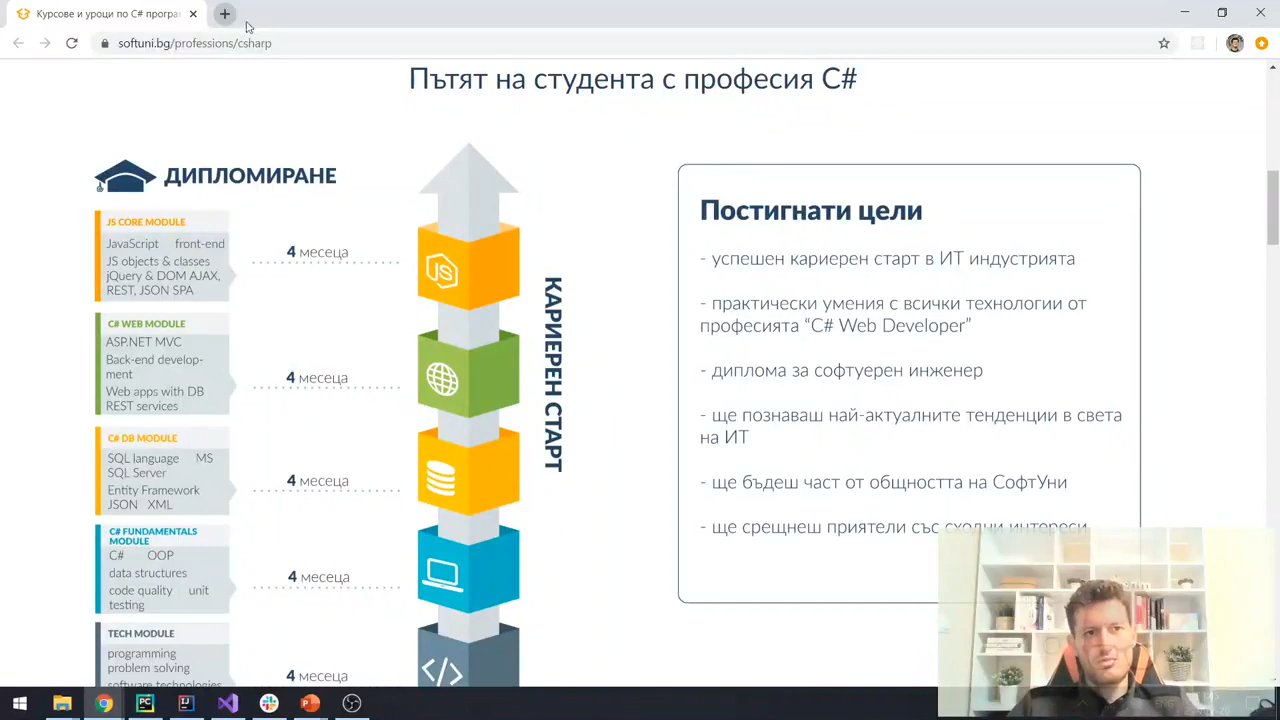 Курсове и уроци по C# програ
softuni.bg/professions/csharp
Пътят на студента с професия C#
ДИПЛОМИРАНЕ
JS CORE MODULE
JavaScript front-end
JS objects & classes
jQuery & DOM AJAX,
REST, JSON SPA
4 месеца
C# WEB MODULE
ASP.NET MVC
Back-end develop-
ment
Web apps with DB
REST services
4 месеца
C# DB MODULE
SQL language MS
SQL Server
Entity Framework
JSON XML
4 месеца
C# FUNDAMENTALS
MODULE
C# OOP
data structures
code quality unit
testing
4 месеца
TECH MODULE
programming
problem solving
software technologies
4 месеца
JS
КАРИЕРЕН СТАРТ
Постигнати цели
- успешен кариерен старт в ИТ индустрията
- практически умения с всички технологии от
професията “C# Web Developer”
- диплома за софтуерен инженер
- ще познаваш най-актуалните тенденции в света
на ИТ
- ще бъдеш част от общността на СофтУни
- ще срещнеш приятели със сходни интереси